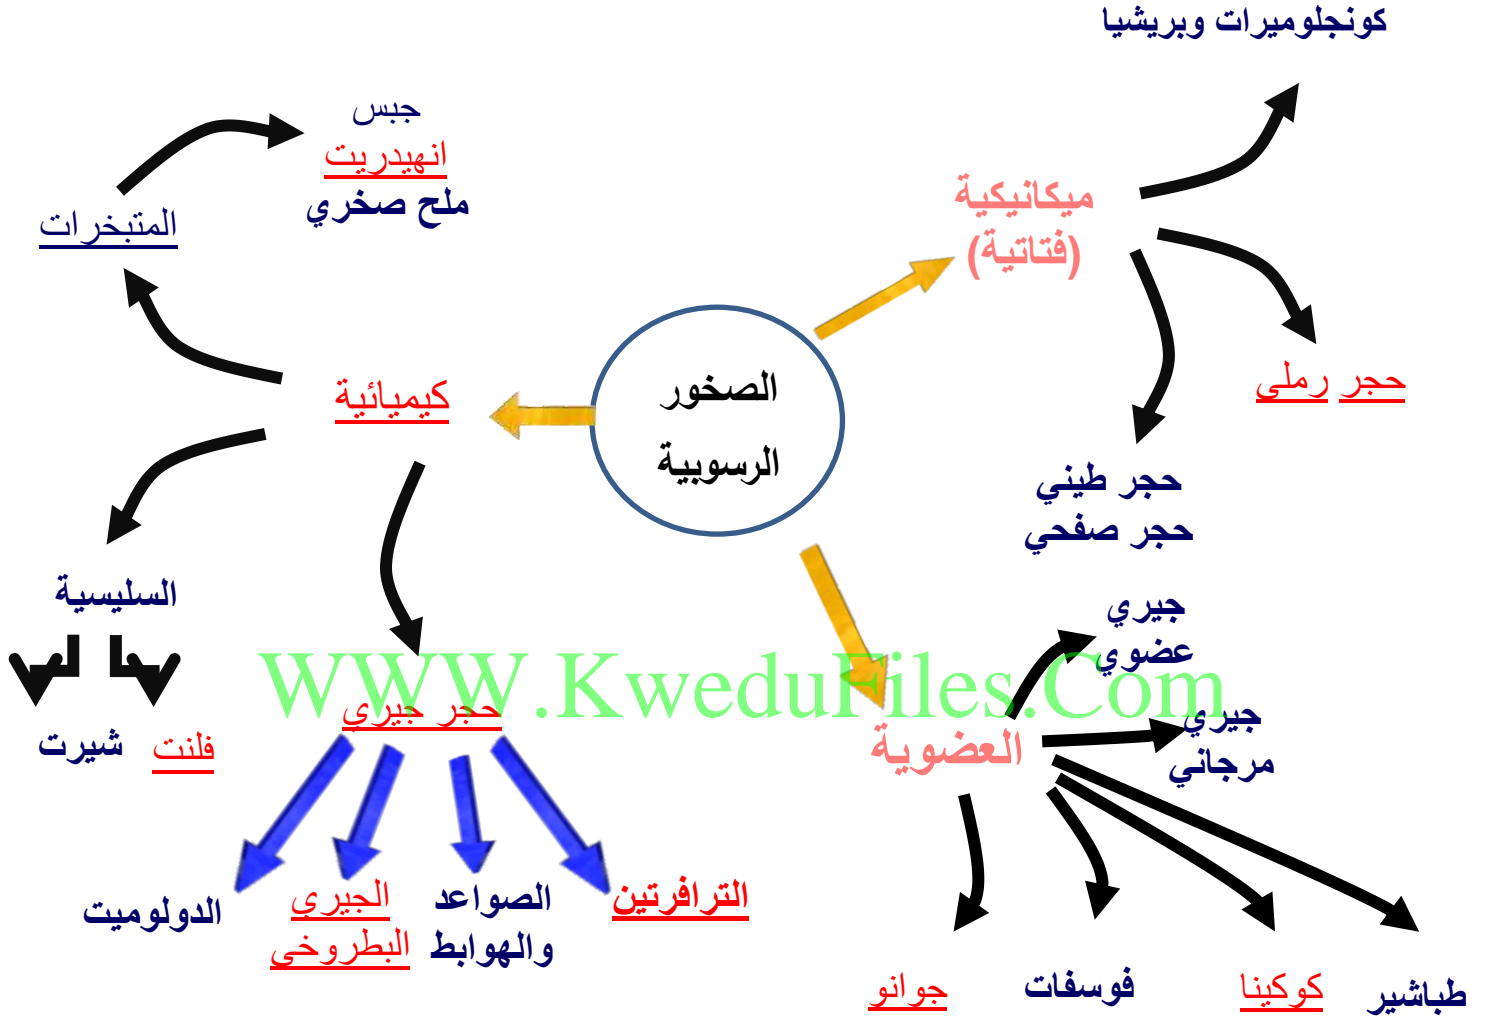 كونجلوميرات وبريشيا
جبس
انهيدريت
ملح صخري
ميكانيكية
(فتاتية)
المتبخرات
حجر رملى
كيميائية
الصخور
الرسوبية
حجر طيني
حجر صفحي
السليسية
جيري
عضوي
WWW.KweduFiles.Com
حجر جيري
جيري
مرجاني
العضوية
فلنت
شيرت
الترافرتين
الصواعد
والهوابط
الجيري
البطروخى
الدولوميت
طباشير
كوكينا
فوسفات
جوانو